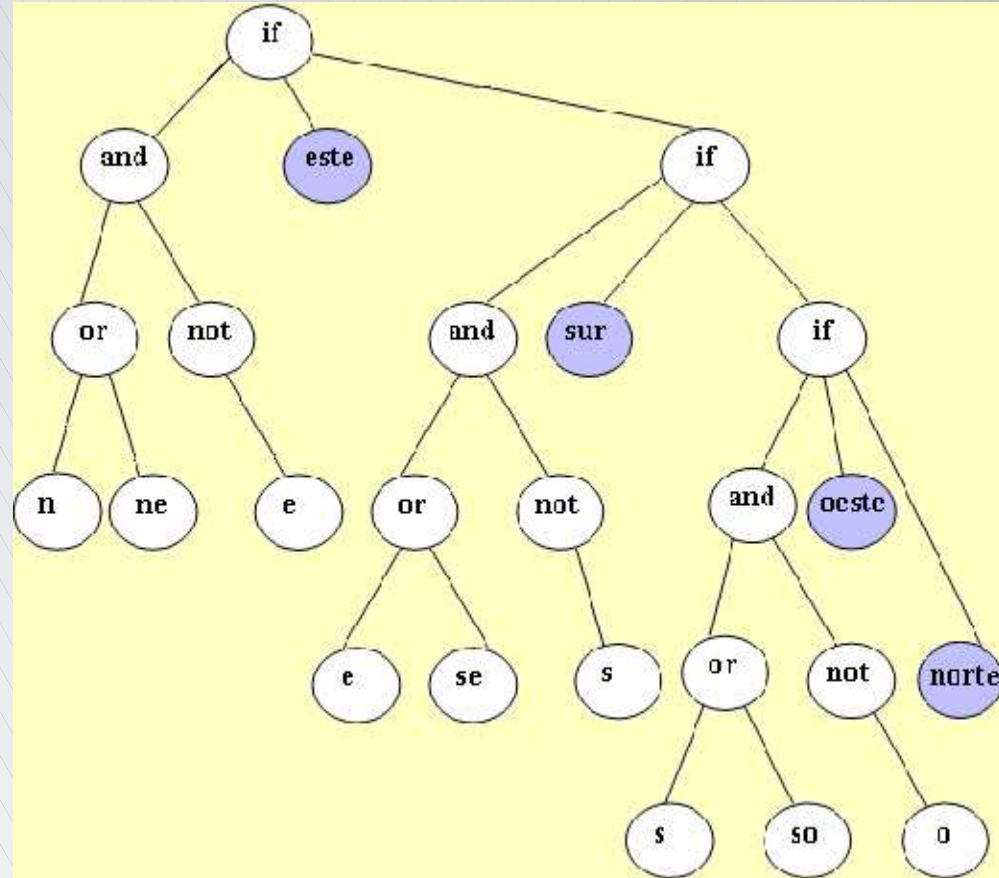 if
and este if
or not and sur if
n ne e or not and oeste
e se s or not norte
s so o